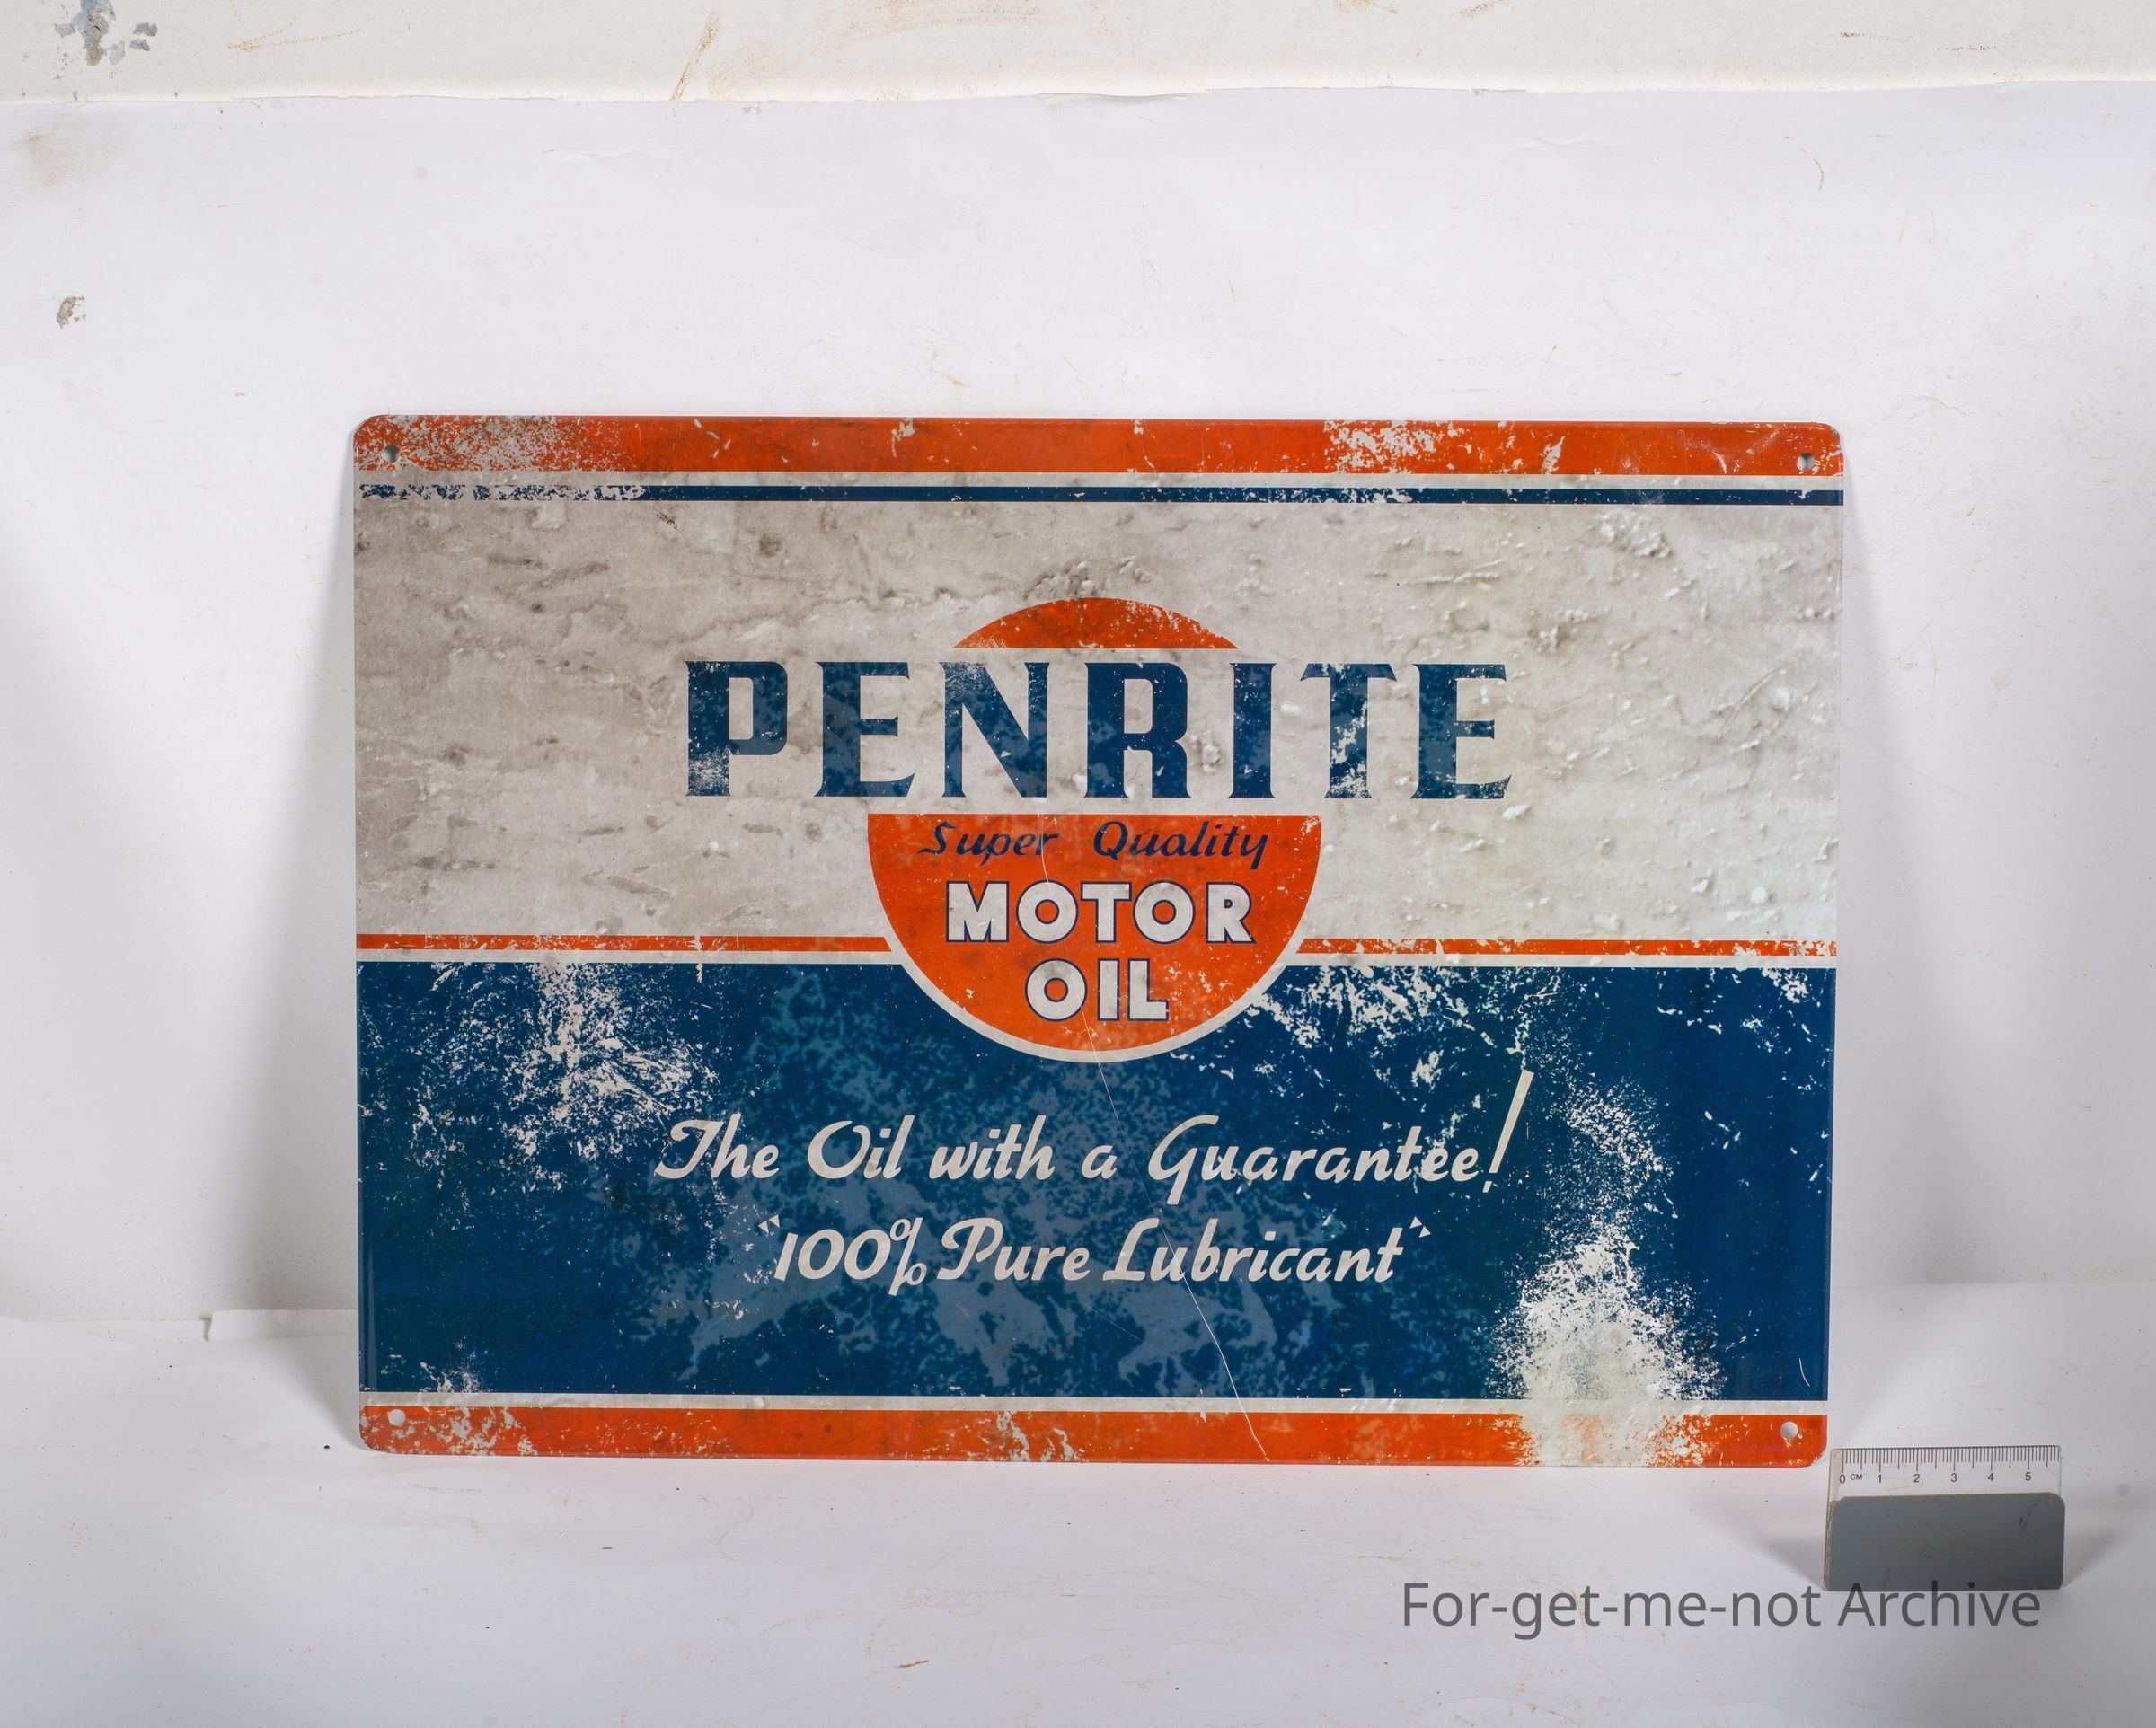 PENRITE
Super Quality
MOTOR
OIL
The Oil with a Guarantee!
"100% Pure Lubricant"
0 CM 1 2 3 4 5
For-get-me-not Archive